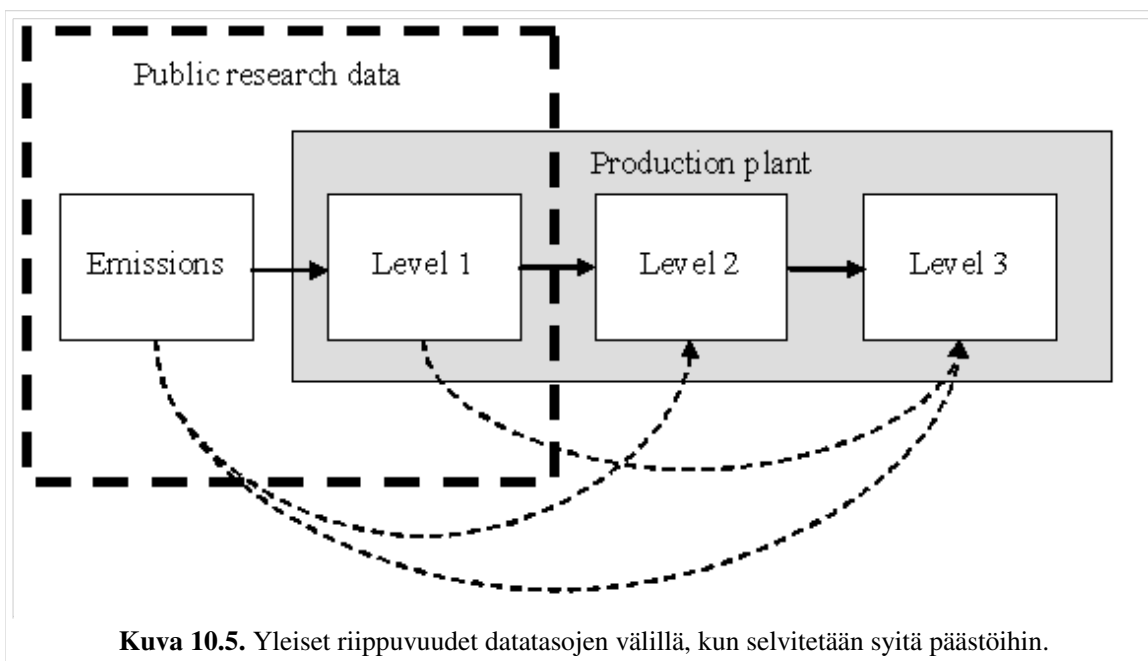 Public research data
Production plant
Emissions
Level 1
Level 2
Level 3
Kuva 10.5. Yleiset riippuvuudet datatasojen välillä, kun selvitetään syitä päästöihin.